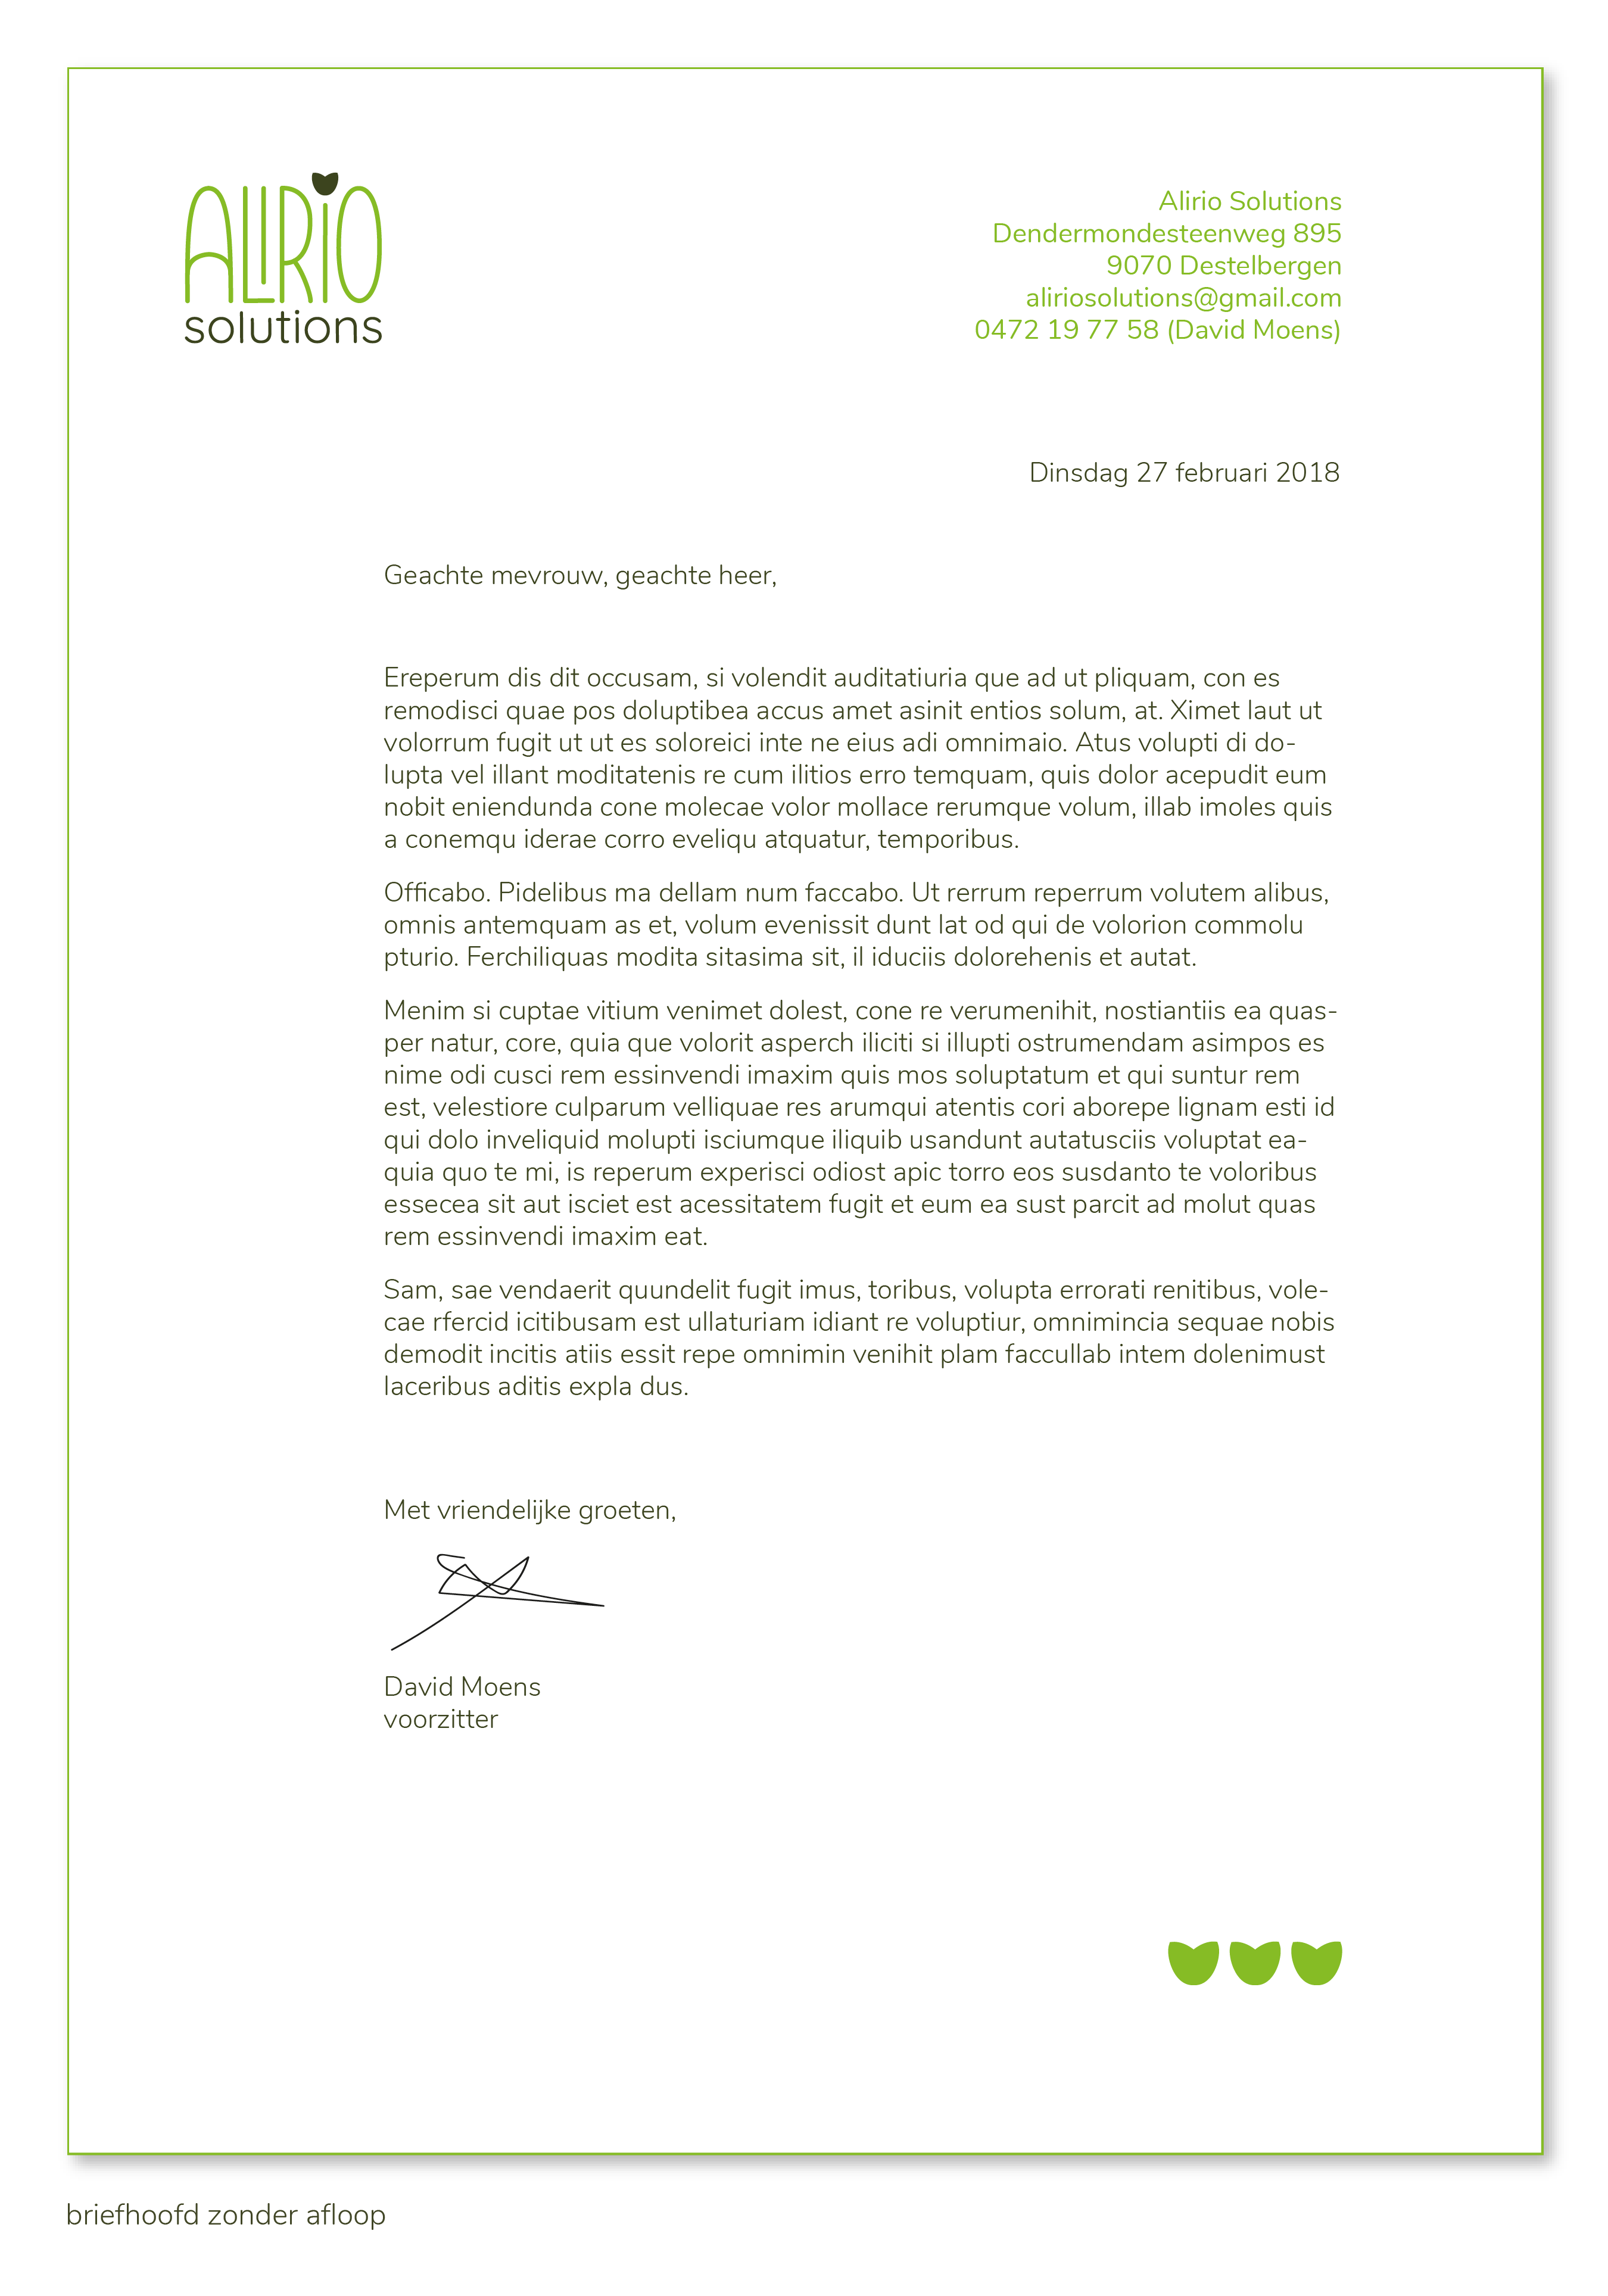 ALIRIO
solutions
Alirio Solutions
Dendermondesteenweg 895
9070 Destelbergen
aliriosolutions@gmail.com
0472 19 77 58 (David Moens)
Dinsdag 27 februari 2018
Geachte mevrouw, geachte heer,
Ereperum dis dit occusam, si volendit auditatiuria que ad ut pliquam, con es
remodisci quae pos doluptibea accus amet asinit entios solum, at. Ximet laut ut
volorrum fugit ut ut es soloreici inte ne eius adi omnimaio. Atus volupti di do-
lupta vel illant moditatenis re cum ilitios erro temquam, quis dolor acepudit eum
nobit eniendunda cone molecae volor mollace rerumque volum, illab imoles quis
a conemqu iderae corro eveliqu atquatur, temporibus.
Officabo. Pidelibus ma dellam num faccabo. Ut rerrum reperrum volutem alibus,
omnis antemquam as et, volum evenissit dunt lat od qui de volorion commolu
pturio. Ferchiliquas modita sitasima sit, il iduciis dolorehenis et autat.
Menim si cuptae vitium venimet dolest, cone re verumenihit, nostiantiis ea quas-
per natur, core, quia que volorit asperch iliciti si illupti ostrumendam asimpos es
nime odi cusci rem essinvendi imaxim quis mos soluptatum et qui suntur rem
est, velestiore culparum velliquae res arumqui atentis cori aborepe lignam esti id
qui dolo inveliquid molupti isciumque iliquib usandunt autatusciis voluptat ea-
quia quo te mi, is reperum experisci odiost apic torro eos susdanto te voloribus
essecea sit aut isciet est acessitatem fugit et eum ea sust parcit ad molut quas
rem essinvendi imaxim eat.
Sam, sae vendaerit quundelit fugit imus, toribus, volupta errorati renitibus, vole-
cae rfercid icitibusam est ullaturiam idiant re voluptiur, omnimincia sequae nobis
demodit incitis atiis essit repe omnimin venihit plam faccullab intem dolenimust
laceribus aditis expla dus.
Met vriendelijke groeten,
David Moens
voorzitter
briefhoofd zonder afloop